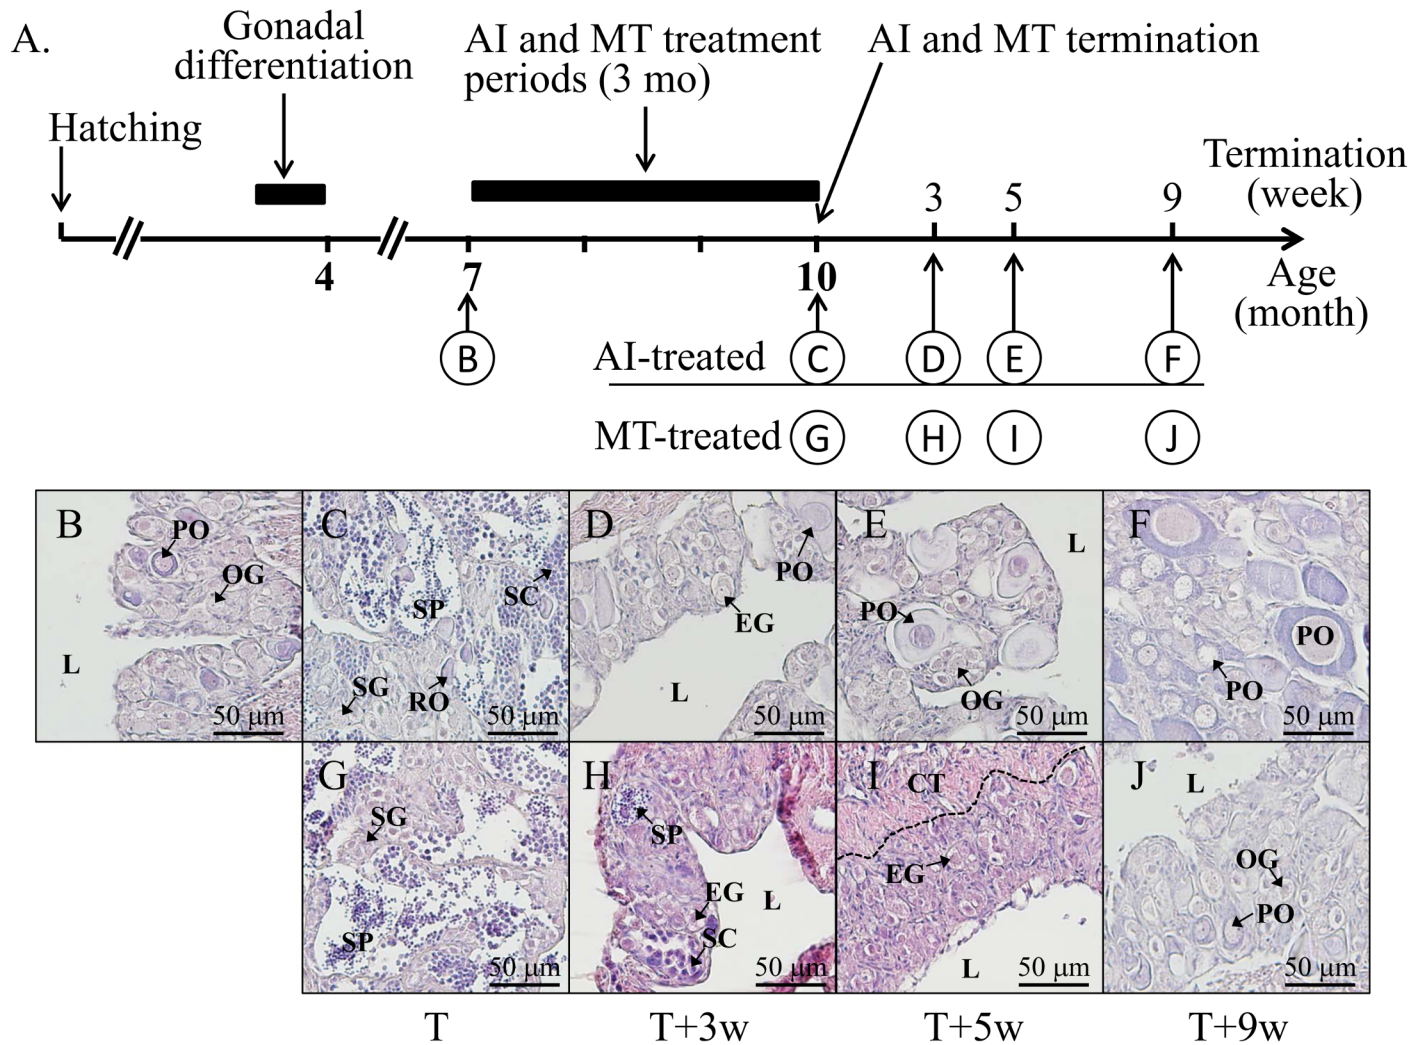 A.
Gonadal
differentiation
AI and MT treatment
periods (3 mo)
AI and MT termination
Hatching
Termination
(week)
3 5 9
4 7 10
Age
(month)
B AI-treated C D E F
MT-treated G H I J
B
PO
OG
L
50 µm
C
SP
SC
SG
RO
50 µm
D
PO
EG
L
50 µm
E
L
PO
OG
50 µm
F
PO
PO
50 µm
G
SG
SP
50 µm
H
SP
EG
L
SC
50 µm
I
CT
EG
L
50 µm
J
L
OG
PO
50 µm
T T+3w T+5w T+9w